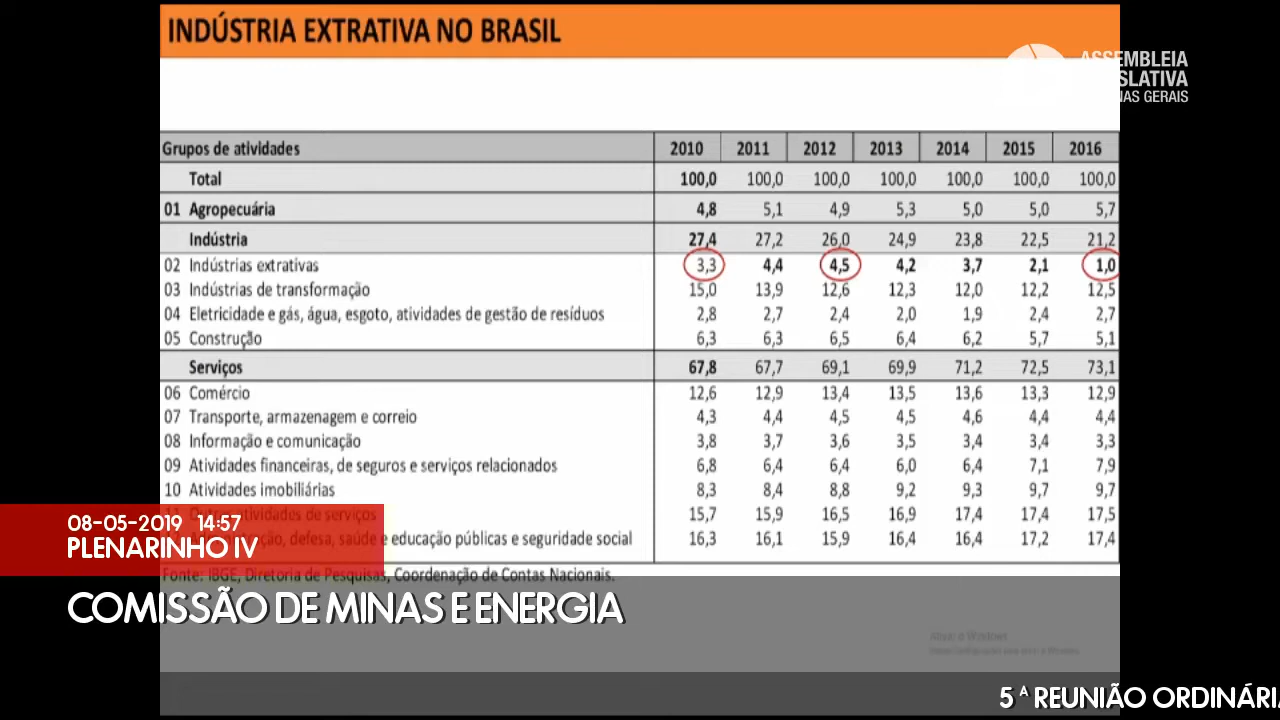 INDÚSTRIA EXTRATIVA NO BRASIL
ASSEMBLEIA
GISLATIVA
NAS GERAIS
Grupos de atividades 2010 2011 2012 2013 2014 2015 2016
Total 100,0 100,0 100,0 100,0 100,0 100,0 100,0
01 Agropecuária 4,8 5,1 4,9 5,3 5,0 5,0 5,7
Indústria 27,4 27,2 26,0 24,9 23,8 22,5 21,2
02 Indústrias extrativas 3,3 4,4 4,5 4,2 3,7 2,1 1,0
03 Indústrias de transformação 15,0 13,9 12,6 12,3 12,0 12,2 12,5
04 Eletricidade e gás, água, esgoto, atividades de gestão de resíduos 2,8 2,7 2,4 2,0 1,9 2,4 2,7
05 Construção 6,3 6,3 6,5 6,4 6,2 5,7 5,1
Serviços 67,8 67,7 69,1 69,9 71,2 72,5 73,1
06 Comércio 12,6 12,9 13,4 13,5 13,6 13,3 12,9
07 Transporte, armazenagem e correio 4,3 4,4 4,5 4,5 4,6 4,4 4,4
08 Informação e comunicação 3,8 3,7 3,6 3,5 3,4 3,4 3,3
09 Atividades financeiras, de seguros e serviços relacionados 6,8 6,4 6,4 6,0 6,4 7,1 7,9
10 Atividades imobiliárias 8,3 8,4 8,8 9,2 9,3 9,7 9,7
11 Outras atividades de serviços 15,7 15,9 16,5 16,9 17,4 17,4 17,5
defesa, saúde e educação públicas e seguridade social 16,3 16,1 15,9 16,4 16,4 17,2 17,4
Fonte: IBGE, Diretoria de Pesquisas, Coordenação de Contas Nacionais.
08-05-2019 14:57
PLENARINHO IV
COMISSÃO DE MINAS E ENERGIA
Ativar o Windows
5ª REUNIÃO ORDINÁRI